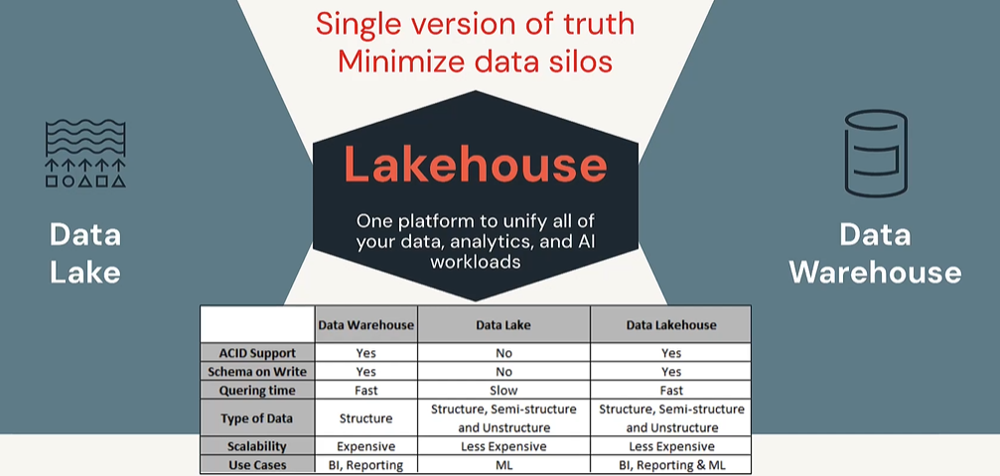 Single version of truth
Minimize data silos
Lakehouse
One platform to unify all of
your data, analytics, and AI
workloads
Data
Lake
Data
Warehouse
Data Warehouse Data Lake Data Lakehouse
ACID Support Yes No Yes
Schema on Write Yes No Yes
Quering time Fast Slow Fast
Type of Data Structure Structure, Semi-structure and Unstructure Structure, Semi-structure and Unstructure
Scalability Expensive Less Expensive Less Expensive
Use Cases BI, Reporting ML BI, Reporting & ML